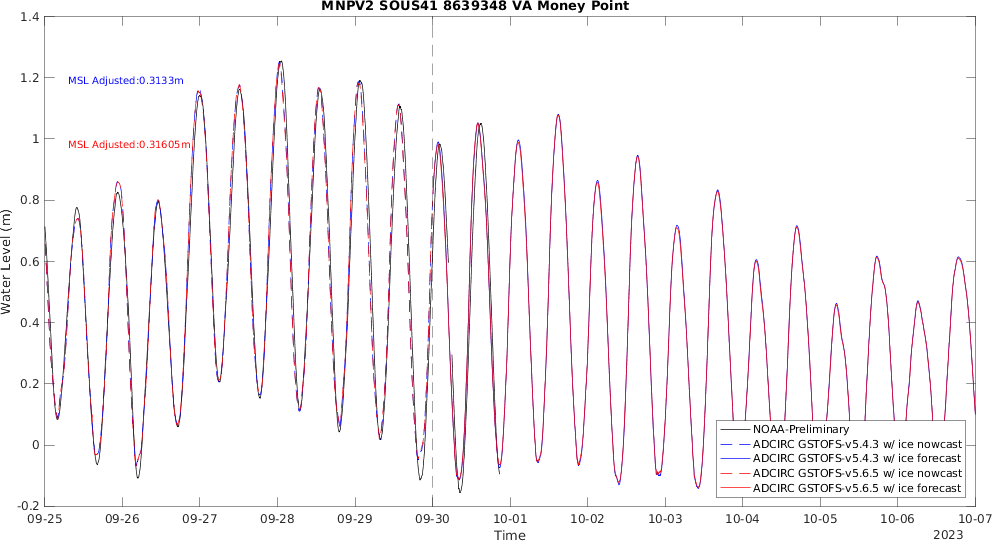 MNPV2 SOUS41 8639348 VA Money Point
1.4
1.2
1
0.8
0.6
0.4
0.2
0
-0.2
Water Level (m)
MSL Adjusted:0.3133m
MSL Adjusted:0.31605m
NOAA-Preliminary
ADCIRC GSTOFS-v5.4.3 w/ ice nowcast
ADCIRC GSTOFS-v5.4.3 w/ ice forecast
ADCIRC GSTOFS-v5.6.5 w/ ice nowcast
ADCIRC GSTOFS-v5.6.5 w/ ice forecast
09-25 09-26 09-27 09-28 09-29 09-30 10-01 10-02 10-03 10-04 10-05 10-06 10-07
Time
2023